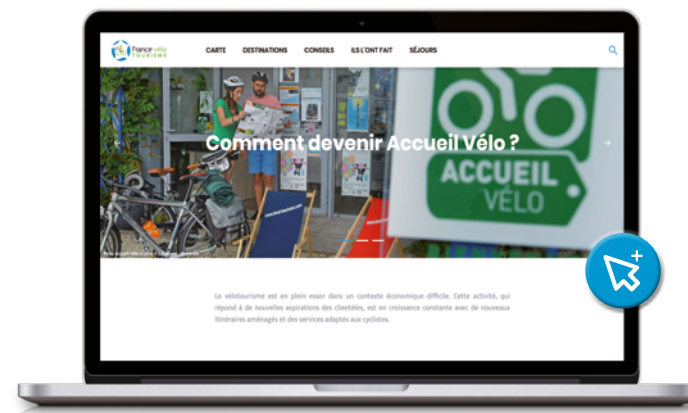 France vélo
TOURISME
CARTE DESTINATIONS CONSEILS ILS L'ONT FAIT SÉJOURS
Comment devenir Accueil Vélo ?
ACCUEIL
VÉLO
Le vélotourisme est en plein essor dans un contexte économique difficile. Cette activité, qui
répond à de nouvelles aspirations des clientèles, est en croissance constante avec de nouveaux
itinéraires aménagés et des services adaptés aux cyclistes.